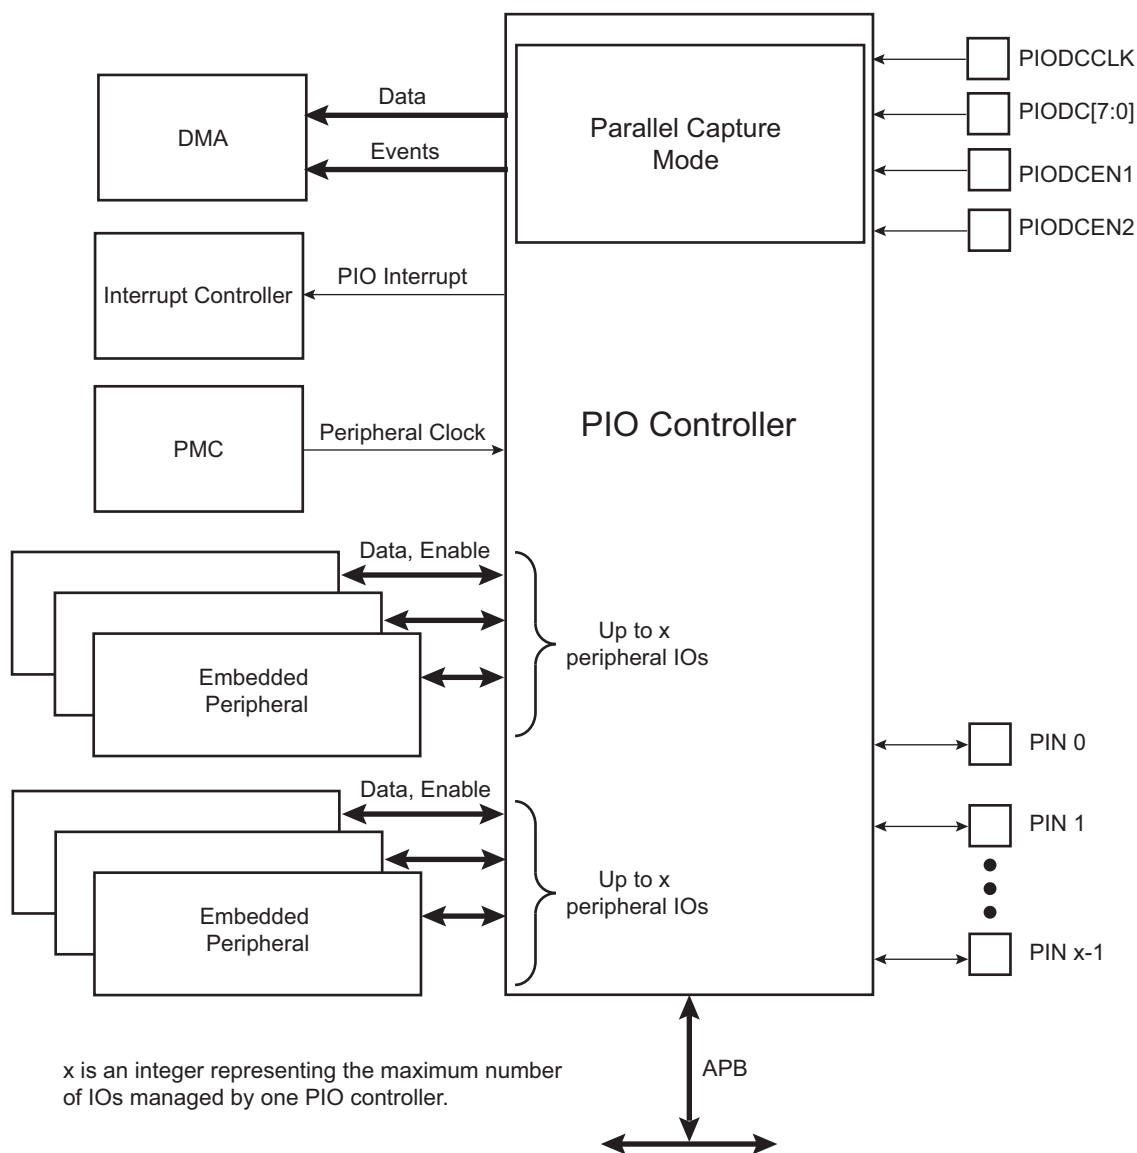 PIODCCLK
Data
DMA
Parallel Capture
Mode
PIODC[7:0]
Events
PIODCEN1
PIODCEN2
PIO Interrupt
Interrupt Controller
PIO Controller
Peripheral Clock
PMC
Data, Enable
Up to x
peripheral IOs
Embedded
Peripheral
PIN 0
Data, Enable
PIN 1
Up to x
peripheral IOs
Embedded
Peripheral
PIN x-1
APB
x is an integer representing the maximum number
of IOs managed by one PIO controller.